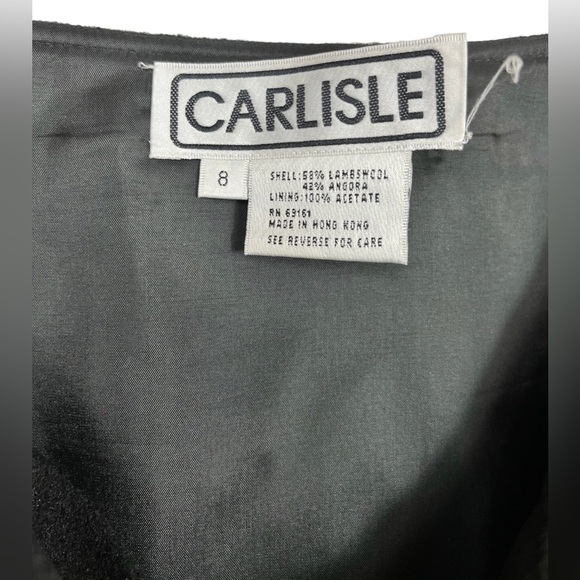 CARLISLE
8
SHELL:58% LAMBSWOOL
42% ANGORA
LINING:100% ACETATE
RN 63161
MADE IN HONG KONG
SEE REVERSE FOR CARE